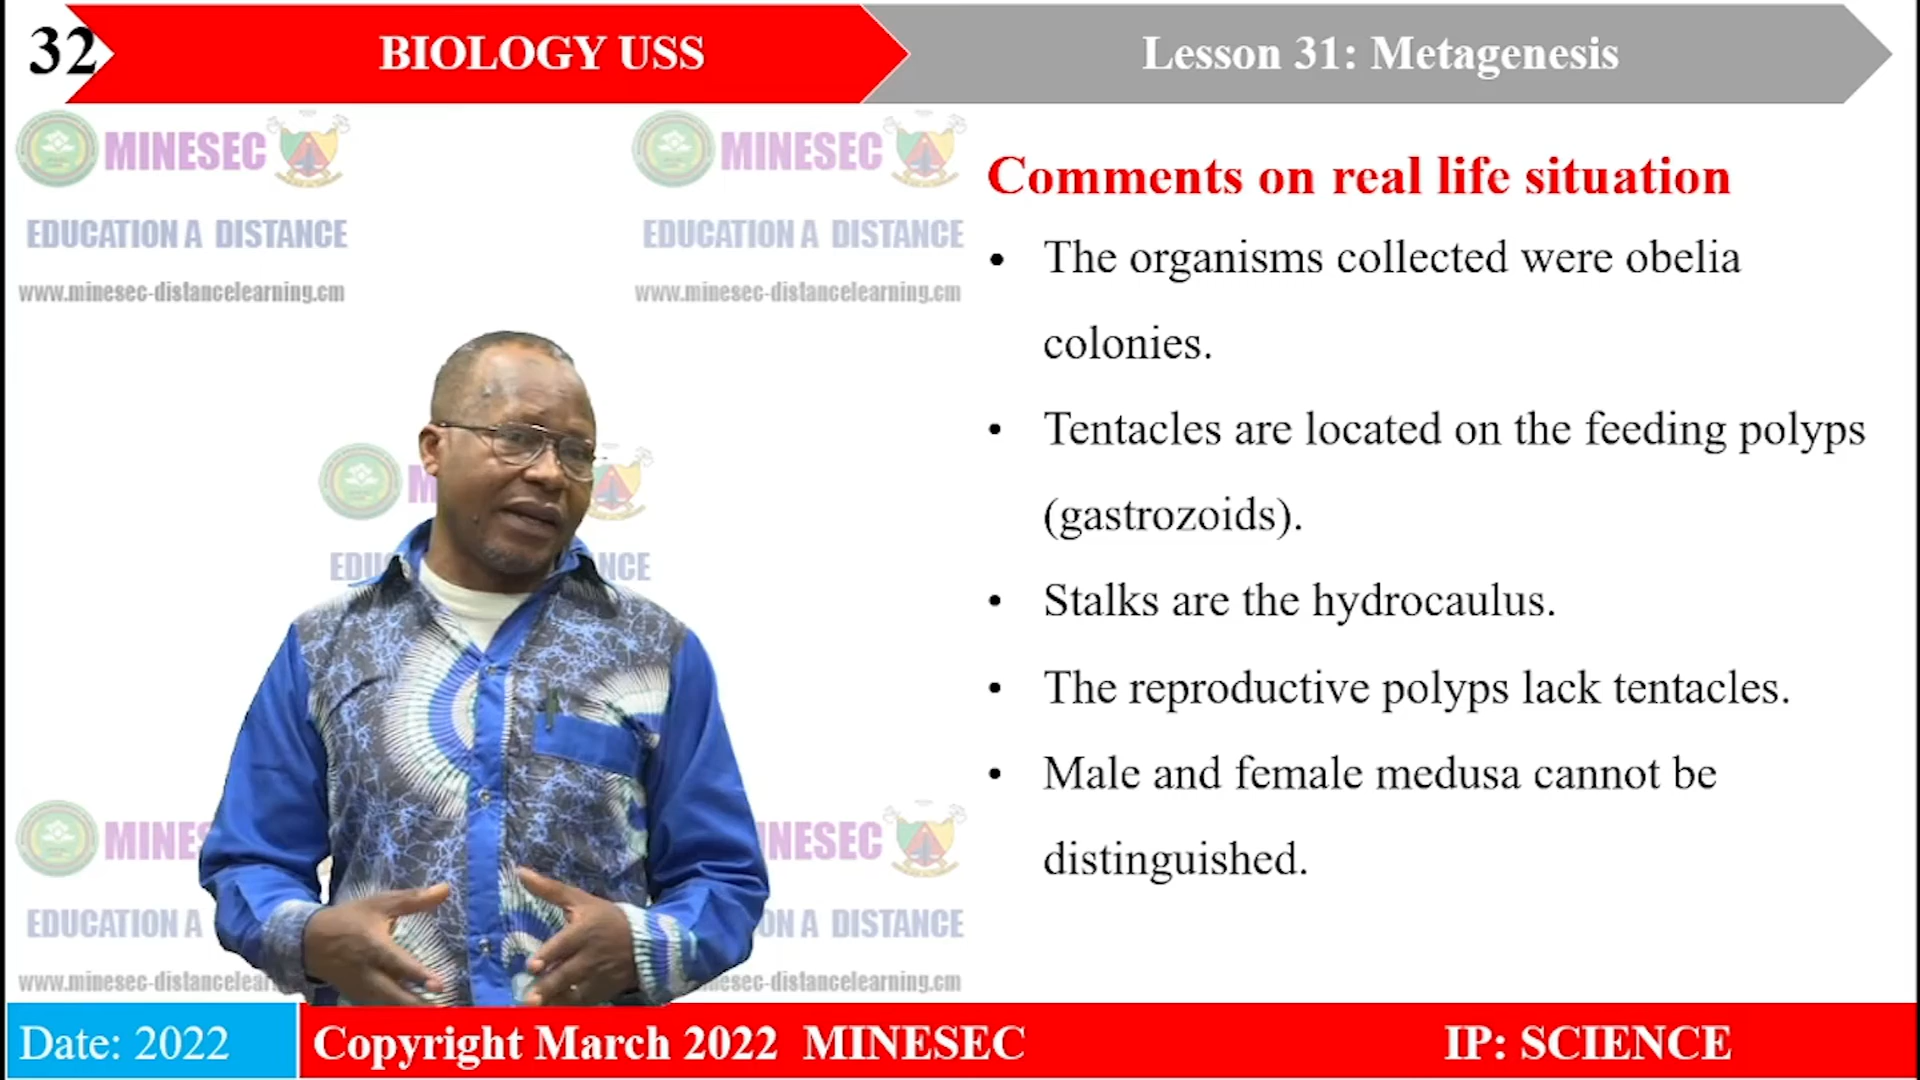 32
BIOLOGY USS
Lesson 31: Metagenesis
MINESEC
EDUCATION A DISTANCE
www.minesec-distancelearning.cm
MINESEC
EDUCATION A DISTANCE
www.minesec-distancelearning.cm
Comments on real life situation
• The organisms collected were obelia
colonies.
• Tentacles are located on the feeding polyps
(gastrozoids).
• Stalks are the hydrocaulus.
• The reproductive polyps lack tentacles.
• Male and female medusa cannot be
distinguished.
Date: 2022
Copyright March 2022 MINESEC
IP: SCIENCE